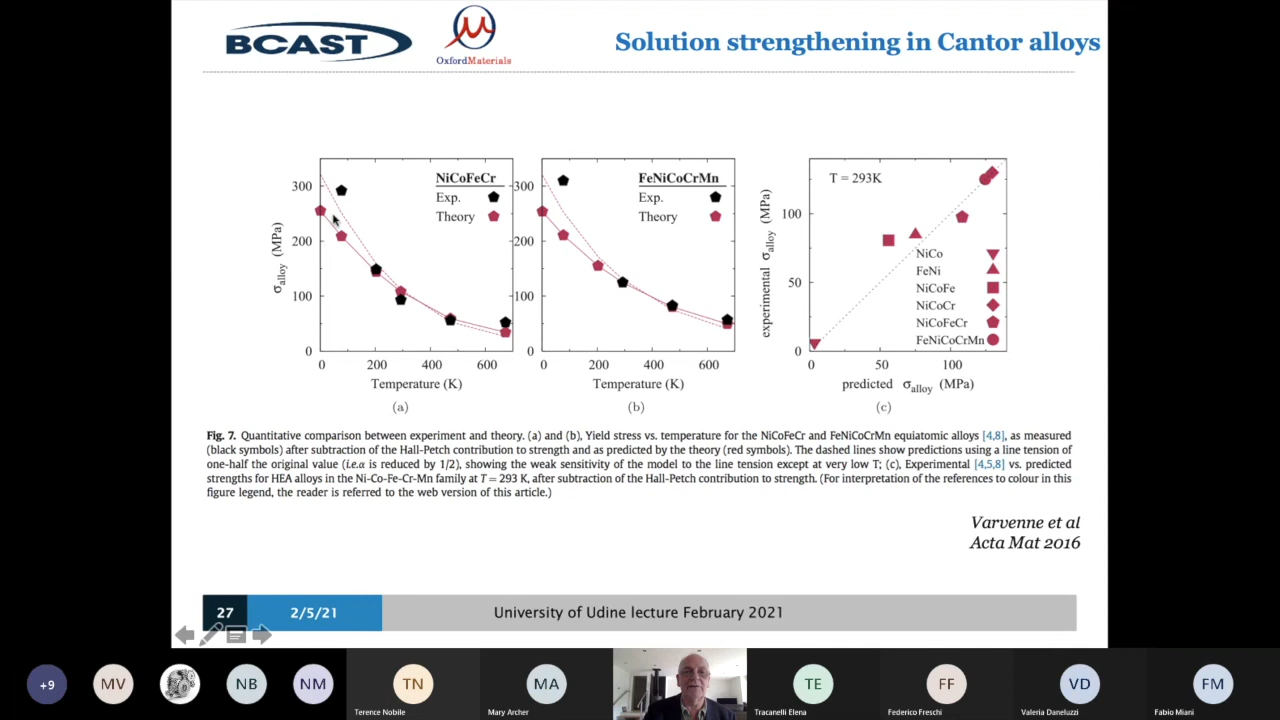 BCAST
OxfordMaterials
Solution strengthening in Cantor alloys
NiCoFeCr
Exp.
Theory
300
200
100
0
σalloy (MPa)
0 200 400 600
Temperature (K)
(a)
FeNiCoCrMn
Exp.
Theory
300
200
100
0
0 200 400 600
Temperature (K)
(b)
T = 293K
100
50
0
experimental σalloy (MPa)
NiCo
FeNi
NiCoFe
NiCoCr
NiCoFeCr
FeNiCoCrMn
0 50 100
predicted σalloy (MPa)
(c)
Fig. 7. Quantitative comparison between experiment and theory. (a) and (b), Yield stress vs. temperature for the NiCoFeCr and FeNiCoCrMn equiatomic alloys [4,8], as measured
(black symbols) after subtraction of the Hall-Petch contribution to strength and as predicted by the theory (red symbols). The dashed lines show predictions using a line tension of
one-half the original value (i.e.α is reduced by 1/2), showing the weak sensitivity of the model to the line tension except at very low T; (c), Experimental [4,5,8] vs. predicted
strengths for HEA alloys in the Ni-Co-Fe-Cr-Mn family at T = 293 K, after subtraction of the Hall-Petch contribution to strength. (For interpretation of the references to colour in this
figure legend, the reader is referred to the web version of this article.)
Varvenne et al
Acta Mat 2016
27
2/5/21
University of Udine lecture February 2021
+9
MV
NB
NM
TN
Terence Nobile
MA
Mary Archer
TE
Tracanelli Elena
FF
Federico Freschi
VD
Valeria Daneluzzi
FM
Fabio Miani